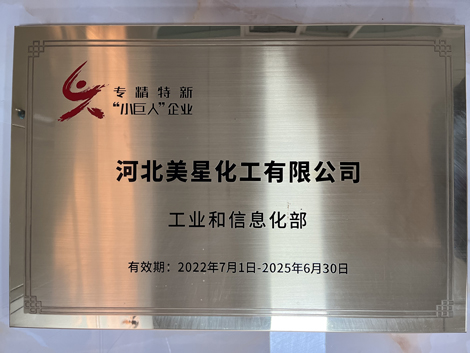 专精特新
“小巨人”企业
河北美星化工有限公司
工业和信息化部
有效期：2022年7月1日-2025年6月30日